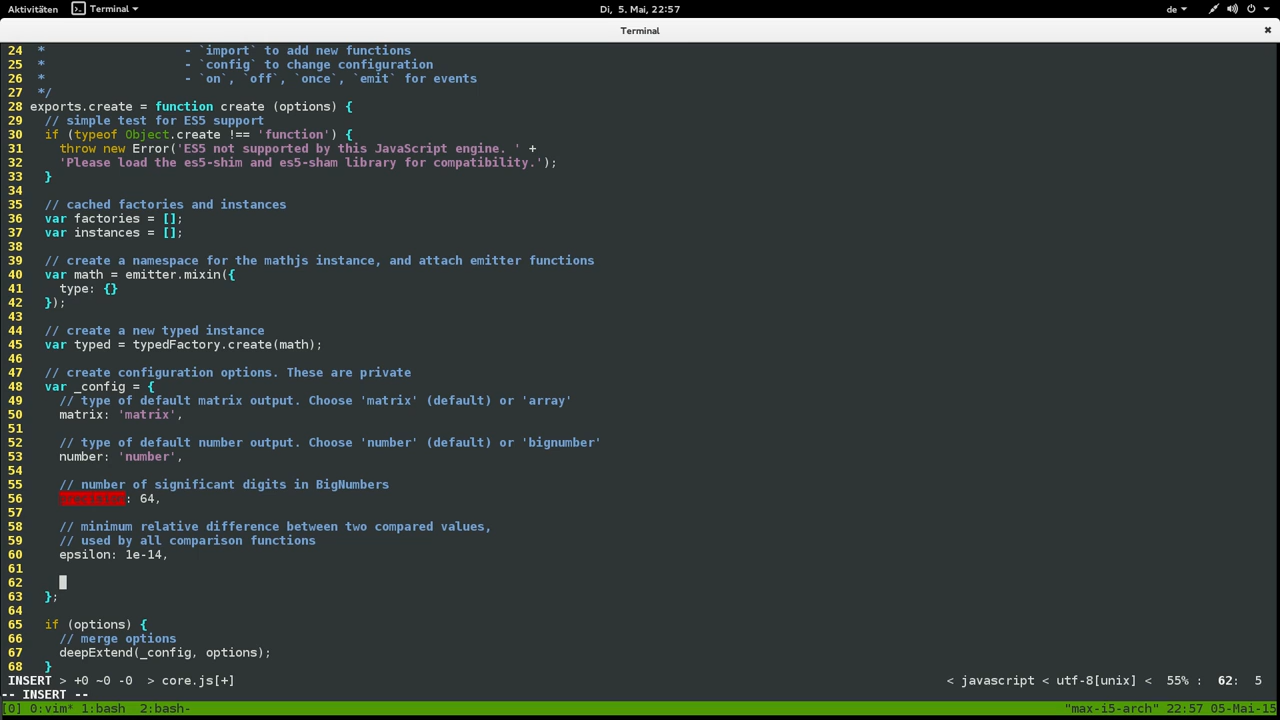 Aktivitäten Terminal Di, 5. Mai, 22:57 de
Terminal
24 * - `import` to add new functions
25 * - `config` to change configuration
26 * - `on`, `off`, `once`, `emit` for events
27 */
28 exports.create = function create (options) {
29 // simple test for ES5 support
30 if (typeof Object.create !== 'function') {
31 throw new Error('ES5 not supported by this JavaScript engine. ' +
32 'Please load the es5-shim and es5-sham library for compatibility.');
33 }
34
35 // cached factories and instances
36 var factories = [];
37 var instances = [];
38
39 // create a namespace for the mathjs instance, and attach emitter functions
40 var math = emitter.mixin({
41 type: {}
42 });
43
44 // create a new typed instance
45 var typed = typedFactory.create(math);
46
47 // create configuration options. These are private
48 var _config = {
49 // type of default matrix output. Choose 'matrix' (default) or 'array'
50 matrix: 'matrix',
51
52 // type of default number output. Choose 'number' (default) or 'bignumber'
53 number: 'number',
54
55 // number of significant digits in BigNumbers
56 precision: 64,
57
58 // minimum relative difference between two compared values,
59 // used by all comparison functions
60 epsilon: 1e-14,
61
62
63 };
64
65 if (options) {
66 // merge options
67 deepExtend(_config, options);
68 }
INSERT > +0 ~0 -0 > core.js[+] < javascript < utf-8[unix] < 55% : 62: 5
-- INSERT --
[0] 0:vim* 1:bash 2:bash- "max-i5-arch" 22:57 05-Mai-15